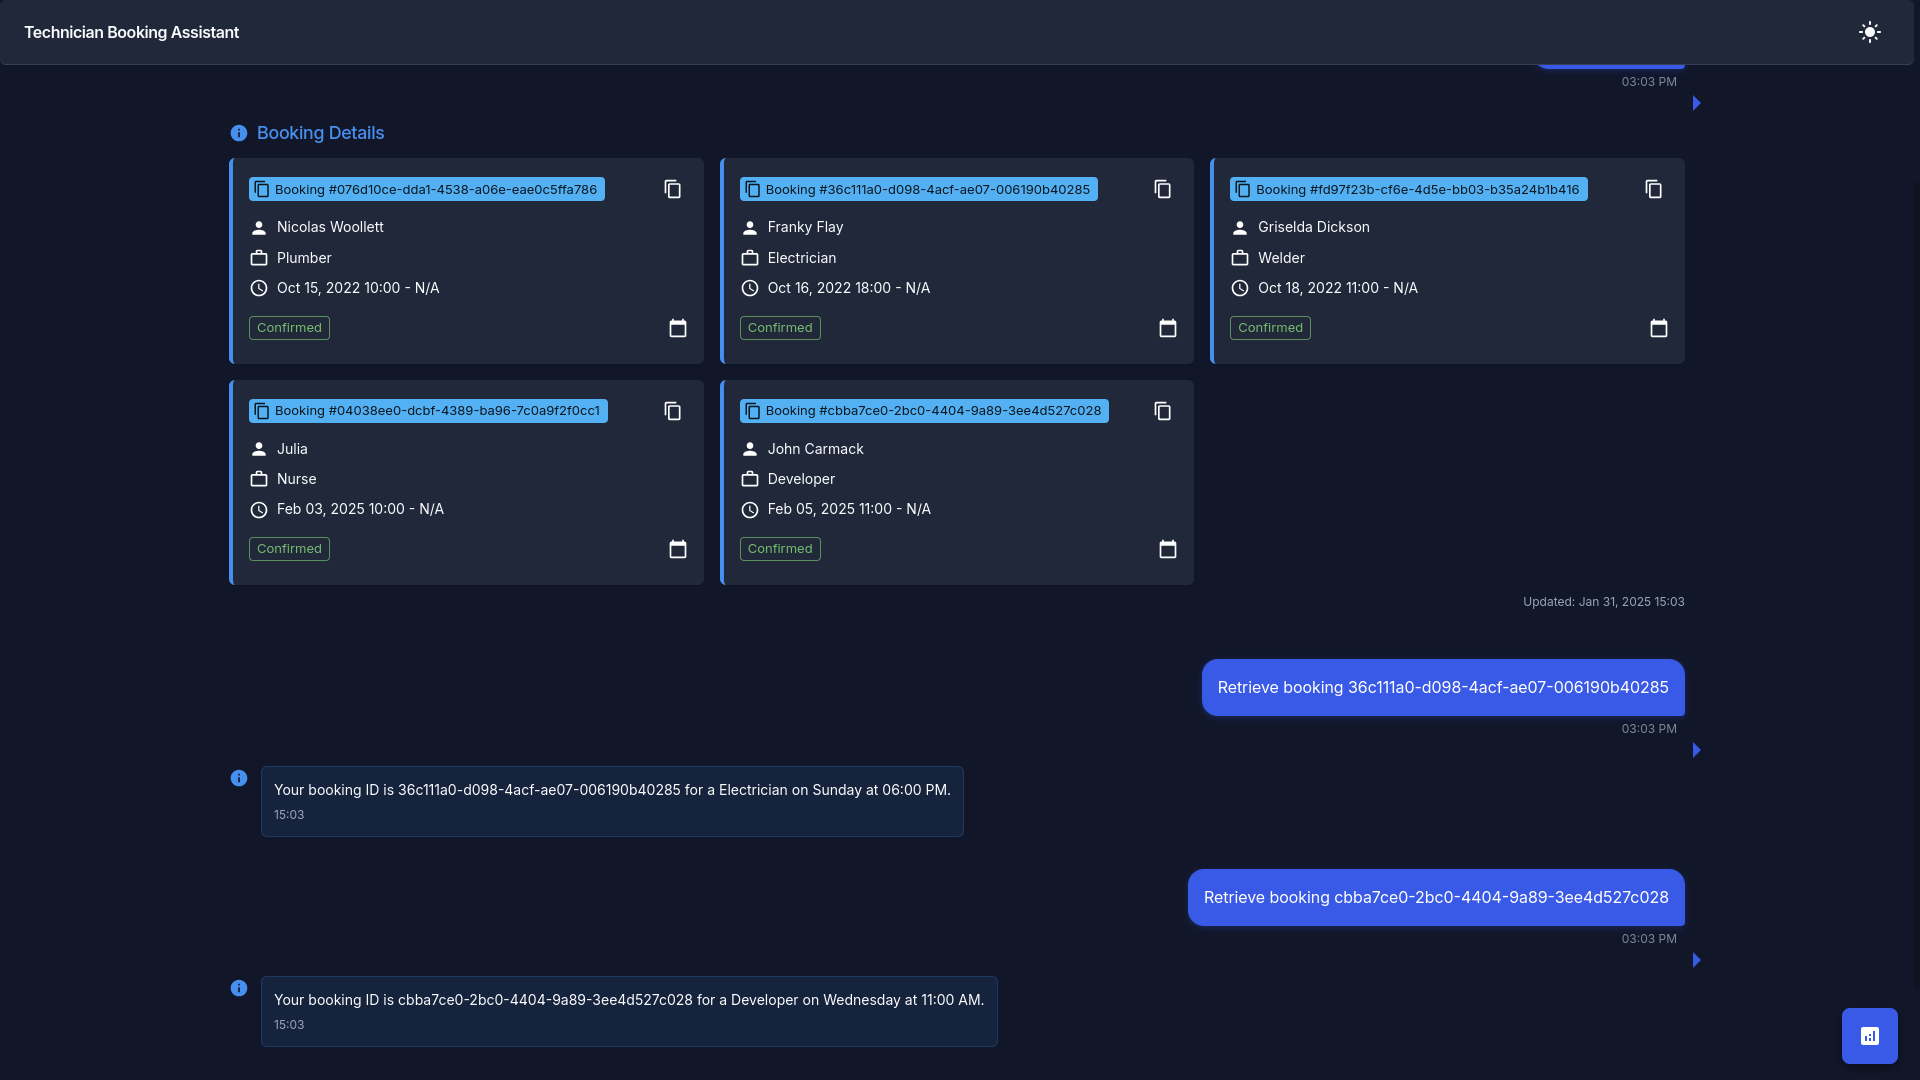 Technician Booking Assistant
03:03 PM
Booking Details
Booking #076d10ce-dda1-4538-a06e-eae0c5ffa786
Nicolas Woollett
Plumber
Oct 15, 2022 10:00 - N/A
Confirmed
Booking #36c111a0-d098-4acf-ae07-006190b40285
Franky Flay
Electrician
Oct 16, 2022 18:00 - N/A
Confirmed
Booking #fd97f23b-cf6e-4d5e-bb03-b35a24b1b416
Griselda Dickson
Welder
Oct 18, 2022 11:00 - N/A
Confirmed
Booking #04038ee0-dcbf-4389-ba96-7c0a9f2f0cc1
Julia
Nurse
Feb 03, 2025 10:00 - N/A
Confirmed
Booking #cbba7ce0-2bc0-4404-9a89-3ee4d527c028
John Carmack
Developer
Feb 05, 2025 11:00 - N/A
Confirmed
Updated: Jan 31, 2025 15:03
Retrieve booking 36c111a0-d098-4acf-ae07-006190b40285
03:03 PM
Your booking ID is 36c111a0-d098-4acf-ae07-006190b40285 for a Electrician on Sunday at 06:00 PM.
15:03
Retrieve booking cbba7ce0-2bc0-4404-9a89-3ee4d527c028
03:03 PM
Your booking ID is cbba7ce0-2bc0-4404-9a89-3ee4d527c028 for a Developer on Wednesday at 11:00 AM.
15:03